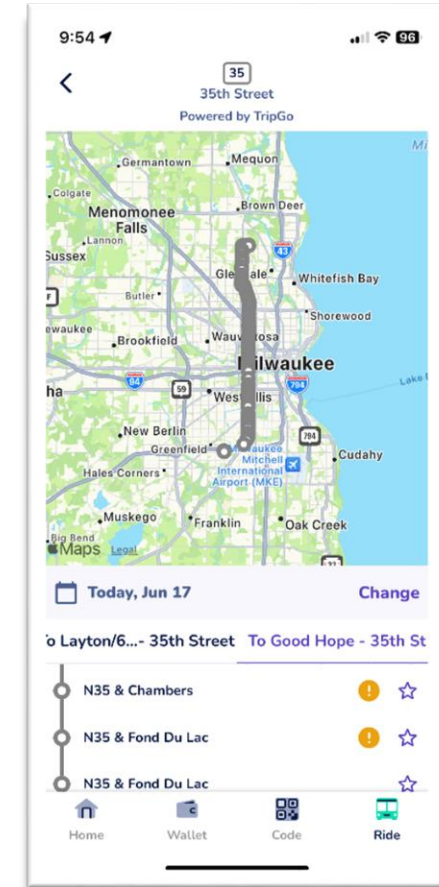 9:54
96
35
35th Street
Powered by TripGo
Mi
Germantown
Mequon
Colgate
Menomonee
Falls
Brown Deer
Lannon
Sussex
43
Glendale
Whitefish Bay
F
Butler
Shorewood
ewaukee
Brookfield
Wauwatosa
Milwaukee
94
59
794
Lake
ha
West Allis
New Berlin
794
Greenfield
Milwaukee
Mitchell
International
Airport (MKE)
Cudahy
Hales Corners
Muskego
Franklin
Oak Creek
Big Bend
Maps
Legal
Today, Jun 17
Change
To Layton/6...- 35th Street
To Good Hope - 35th St
N35 & Chambers
N35 & Fond Du Lac
N35 & Fond Du Lac
Home
Wallet
Code
Ride